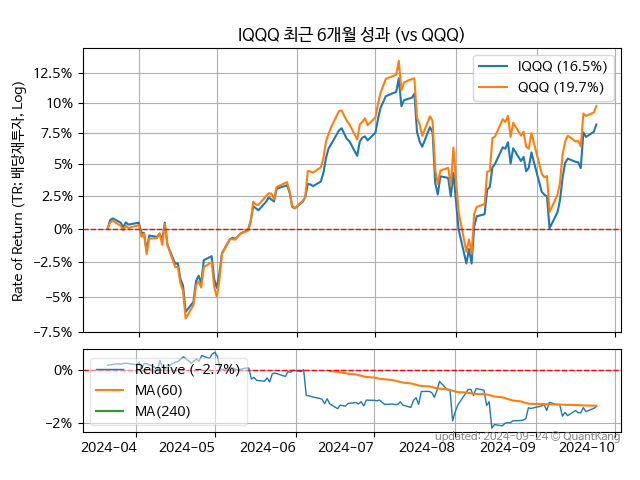 IQQQ 최근 6개월 성과 (vs QQQ)
Rate of Return (TR: 배당재투자, Log)
12.5%
10%
7.5%
5%
2.5%
0%
−2.5%
−5%
−7.5%
IQQQ (16.5%)
QQQ (19.7%)
0%
−2%
Relative (−2.7%)
MA(60)
MA(240)
updated: 2024-09-24 © QuantKang
2024-04 2024-05 2024-06 2024-07 2024-08 2024-09 2024-10